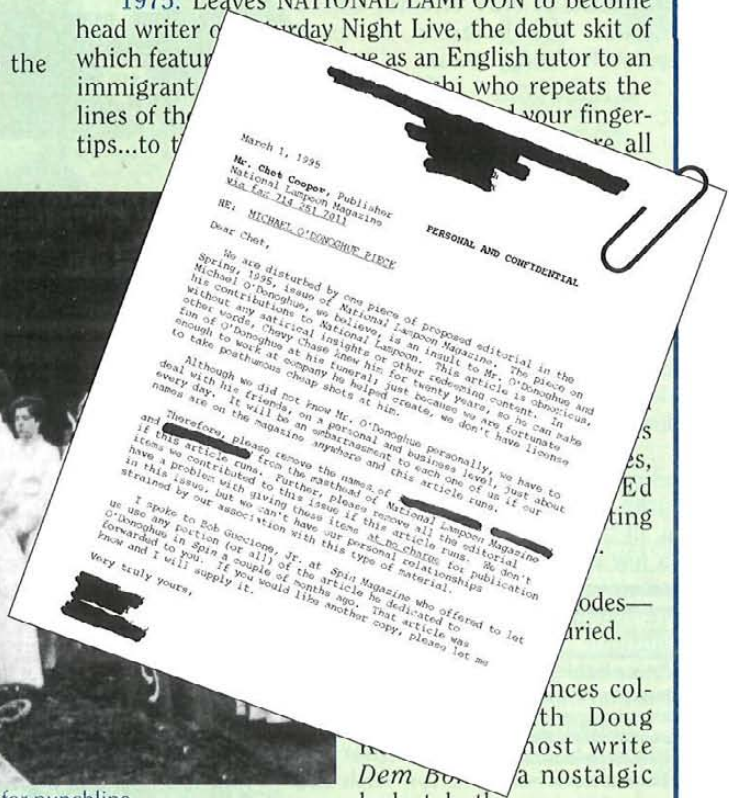 1975: Leaves NATIONAL LAMPOON to become
head writer of Saturday Night Live, the debut skit of
the which featur ue as an English tutor to an
immigrant shi who repeats the
lines of the your finger-
tips...to t re all
March 1, 1995
Mr. Chet Cooper, Publisher
National Lampoon Magazine
via fax 714 251 7011
PERSONAL AND CONFIDENTIAL
RE: MICHAEL O'DONOGHUE PIECE
Dear Chet,
We are disturbed by one piece of proposed editorial in the
Spring, 1995, issue of National Lampoon Magazine. The piece on
Michael O'Donoghue, we believe, is an insult to Mr. O'Donoghue and
his contributions to National Lampoon. This article is obnoxious,
without any satirical insights or other redeeming content. In
other words, Chevy Chase knew him for twenty years, so he can make
fun of O'Donoghue at his funeral; just because we are fortunate
enough to work at company he helped create, we don't have license
to take posthumous cheap shots at him.
Although we did not know Mr. O'Donoghue personally, we have to
deal with his friends, on a personal and business level, just about
every day. It will be an embarrassment to each one of us if our
names are on the magazine anywhere and this article runs.
Therefore, please remove the names of
and from the masthead of National Lampoon Magazine
if this article runs. Further, please remove all the editorial
items we contributed to this issue if this article runs. We don't
have a problem with giving these items at no charge for publication
in this issue, but we can't have our personal relationships
strained by our association with this type of material.
I spoke to Bob Guccione, Jr. at Spin Magazine who offered to let
us use any portion (or all) of the article he dedicated to
O'Donoghue in Spin a couple of months ago. That article was
forwarded to you. If you would like another copy, please let me
know and I will supply it.
Very truly yours,
s
es,
Ed
ting
.
odes—
uried.
nces col-
th Doug
most write
Dem Bo a nostalgic
for punchline